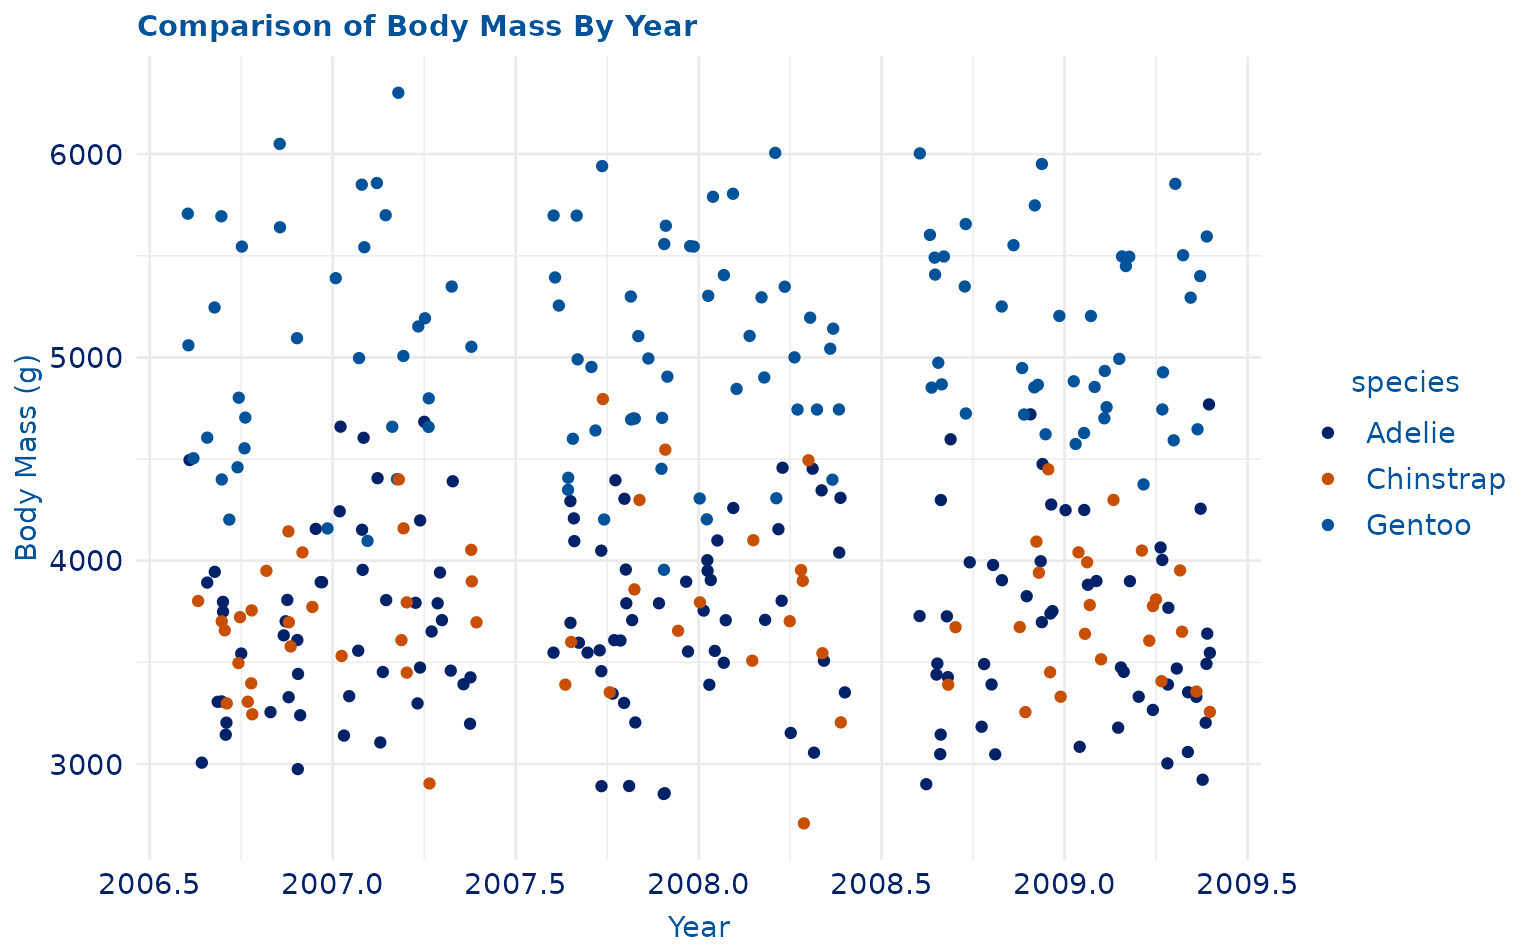 Comparison of Body Mass By Year
6000
5000
4000
3000
Body Mass (g)
2006.5 2007.0 2007.5 2008.0 2008.5 2009.0 2009.5
Year
species
Adelie
Chinstrap
Gentoo